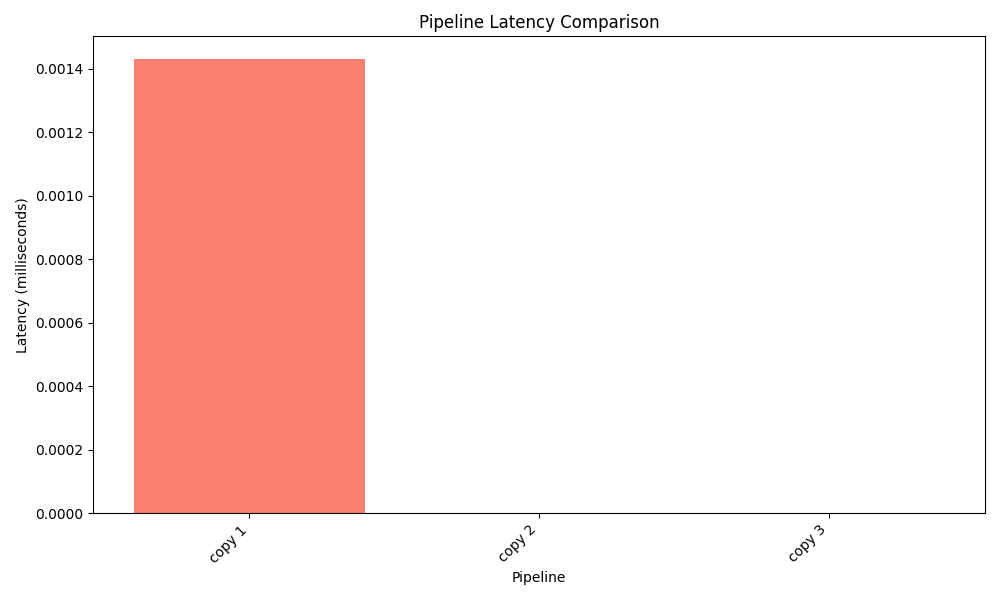 Pipeline Latency Comparison
Latency (milliseconds)
0.0014
0.0012
0.0010
0.0008
0.0006
0.0004
0.0002
0.0000
copy 1
copy 2
copy 3
Pipeline